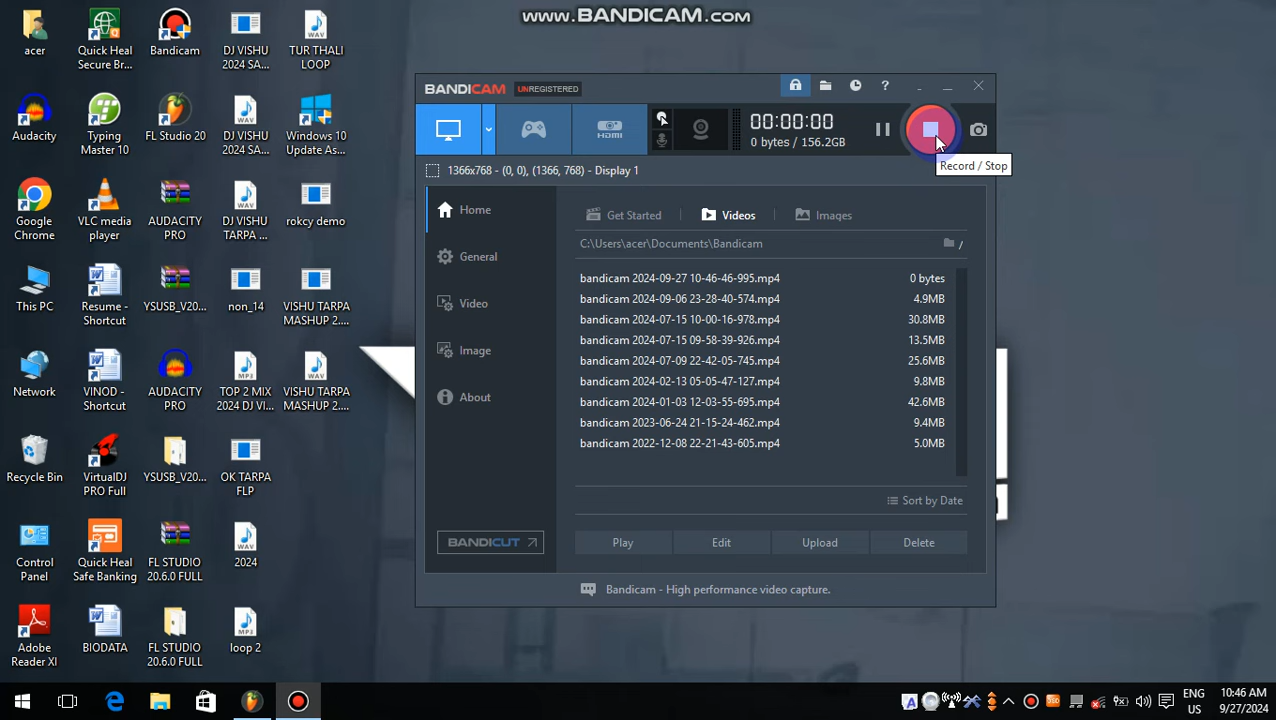 www.BANDICAM.com
acer
Quick Heal
Secure Br...
Bandicam
DJ VISHU
2024 SA...
TUR THALI
LOOP
Audacity
Typing
Master 10
FL Studio 20
DJ VISHU
2024 SA...
Windows 10
Update As...
Google
Chrome
VLC media
player
AUDACITY
PRO
DJ VISHU
TARPA ...
rokcy demo
This PC
Resume -
Shortcut
YSUSB_V20...
non_14
VISHU TARPA
MASHUP 2....
Network
VINOD -
Shortcut
AUDACITY
PRO
TOP 2 MIX
2024 DJ VI...
VISHU TARPA
MASHUP 2....
Recycle Bin
VirtualDJ
PRO Full
YSUSB_V20...
OK TARPA
FLP
Control
Panel
Quick Heal
Safe Banking
FL STUDIO
20.6.0 FULL
2024
Adobe
Reader XI
BIODATA
FL STUDIO
20.6.0 FULL
loop 2
BANDICAM UNREGISTERED
HDMI
00:00:00
0 bytes / 156.2GB
Record / Stop
1366x768 - (0, 0), (1366, 768) - Display 1
Home
General
Video
Image
About
BANDICUT
Get Started
Videos
Images
C:\Users\acer\Documents\Bandicam
/
bandicam 2024-09-27 10-46-46-995.mp4 0 bytes
bandicam 2024-09-06 23-28-40-574.mp4 4.9MB
bandicam 2024-07-15 10-00-16-978.mp4 30.8MB
bandicam 2024-07-15 09-58-39-926.mp4 13.5MB
bandicam 2024-07-09 22-42-05-745.mp4 25.6MB
bandicam 2024-02-13 05-05-47-127.mp4 9.8MB
bandicam 2024-01-03 12-03-55-695.mp4 42.6MB
bandicam 2023-06-24 21-15-24-462.mp4 9.4MB
bandicam 2022-12-08 22-21-43-605.mp4 5.0MB
Sort by Date
Play
Edit
Upload
Delete
Bandicam - High performance video capture.
ENG
US
10:46 AM
9/27/2024